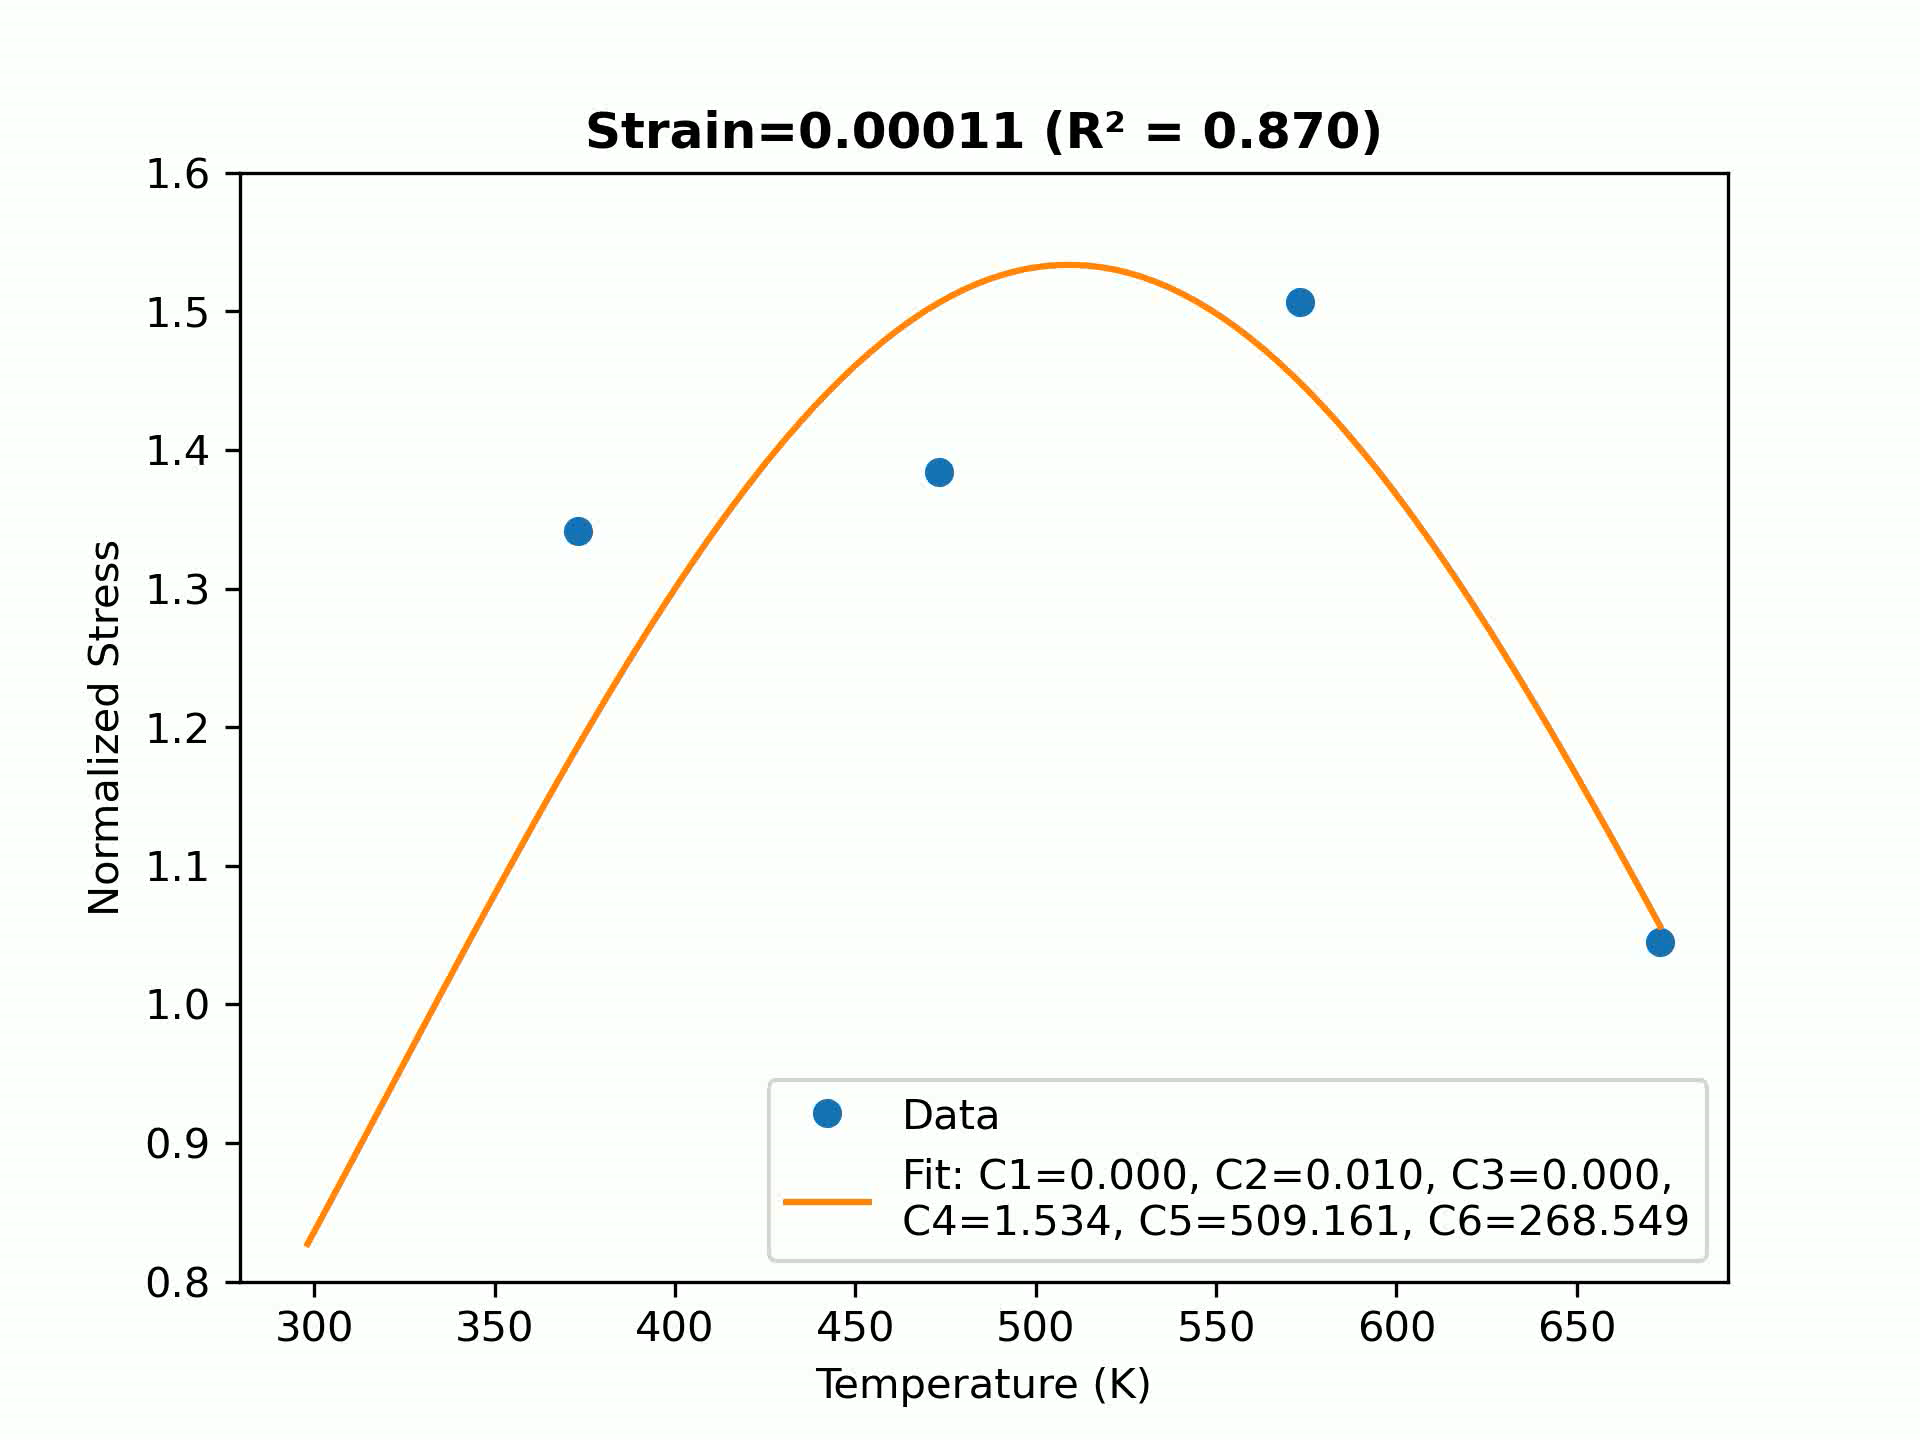 Strain=0.00011 (R² = 0.870)
1.6
1.5
1.4
1.3
1.2
1.1
1.0
0.9
0.8
Normalized Stress
Data
Fit: C1=0.000, C2=0.010, C3=0.000,
C4=1.534, C5=509.161, C6=268.549
300 350 400 450 500 550 600 650
Temperature (K)